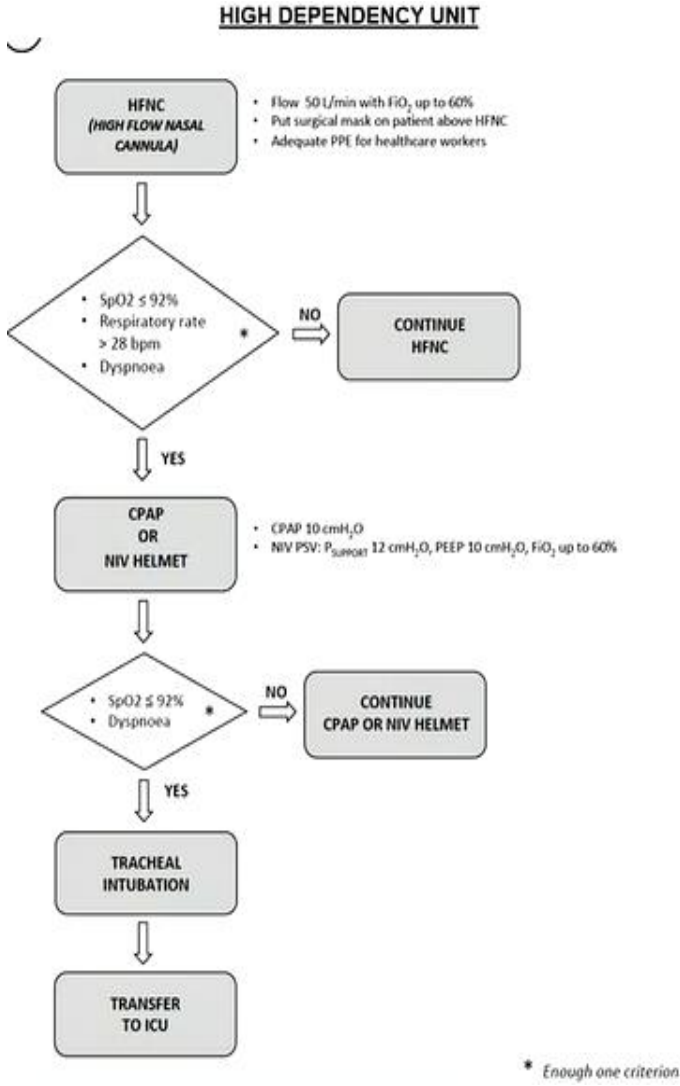 HIGH DEPENDENCY UNIT
HFNC
(HIGH FLOW NASAL
CANNULA)
• Flow 50 L/min with FiO₂ up to 60%
• Put surgical mask on patient above HFNC
• Adequate PPE for healthcare workers
• SpO2 ≤ 92%
• Respiratory rate
> 28 bpm
• Dyspnoea
*
NO
CONTINUE
HFNC
YES
CPAP
OR
NIV HELMET
• CPAP 10 cmH₂O
• NIV PSV: P_SUPPORT 12 cmH₂O, PEEP 10 cmH₂O, FiO₂ up to 60%
• SpO2 ≤ 92%
• Dyspnoea
*
NO
CONTINUE
CPAP OR NIV HELMET
YES
TRACHEAL
INTUBATION
TRANSFER
TO ICU
* Enough one criterion